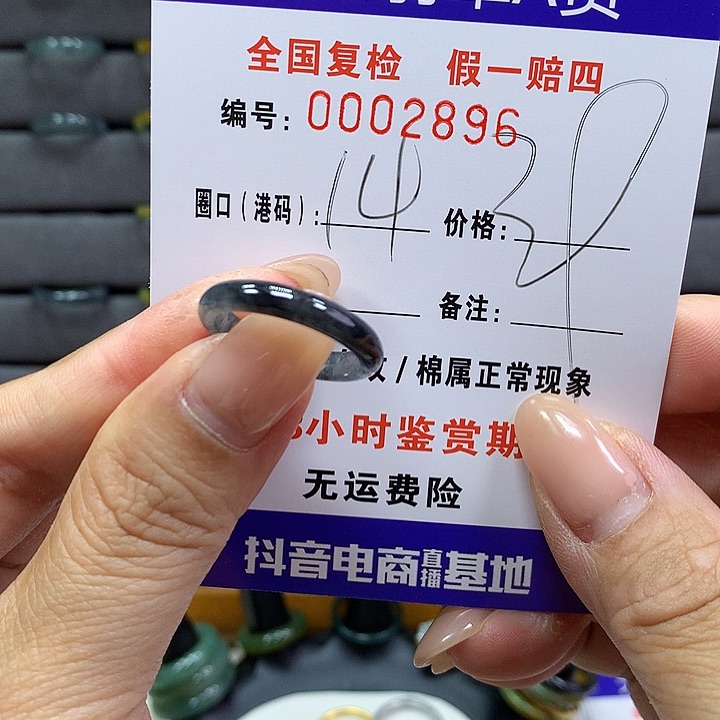 A货
全国复检 假一赔四
编号: 0002896
圈口(港码): 14 价格:
备注:
/棉属正常现象
小时鉴赏期
无运费险
抖音电商直播基地